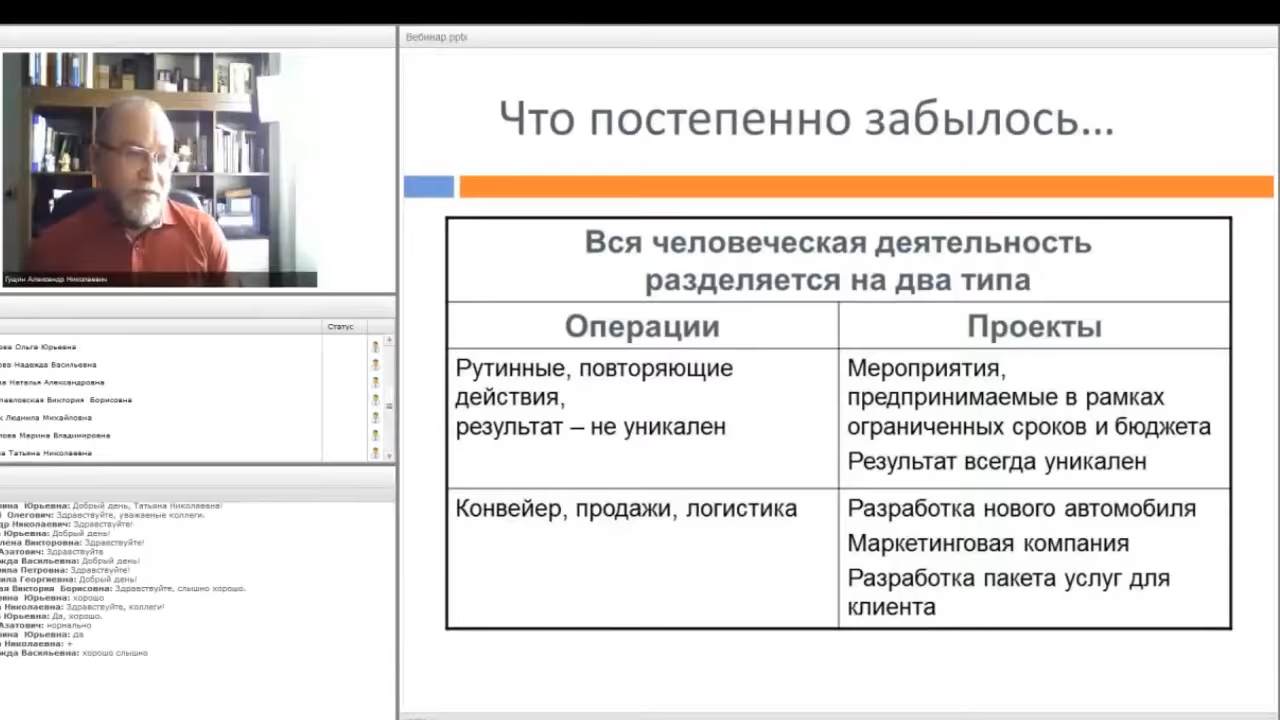 Вебинар.pptx
Что постепенно забылось...
Вся человеческая деятельность
разделяется на два типа
Операции
Проекты
Рутинные, повторяющие
действия,
результат – не уникален
Мероприятия,
предпринимаемые в рамках
ограниченных сроков и бюджета
Результат всегда уникален
Конвейер, продажи, логистика
Разработка нового автомобиля
Маркетинговая компания
Разработка пакета услуг для
клиента
Гущин Александр Николаевич
Статус
Ольга Юрьевна
Надежда Васильевна
Наталья Александровна
Виктория Борисовна
Людмила Михайловна
Марина Владимировна
Татьяна Николаевна
Юрьевна: Добрый день, Татьяна Николаевна!
Олегович: Здравствуйте, уважаемые коллеги.
Николаевич: Здравствуйте!
Юрьевна: Добрый день!
Викторовна: Здравствуйте!
Азатович: Здравствуйте
Васильевна: Добрый день!
Петровна: Здравствуйте!
Георгиевна: Добрый день!
Виктория Борисовна: Здравствуйте, слышно хорошо.
Юрьевна: хорошо
Николаевна: Здравствуйте, коллеги!
Юрьевна: Да, хорошо.
Азатович: нормально
Юрьевна: да
Николаевна: +
Васильевна: хорошо слышно